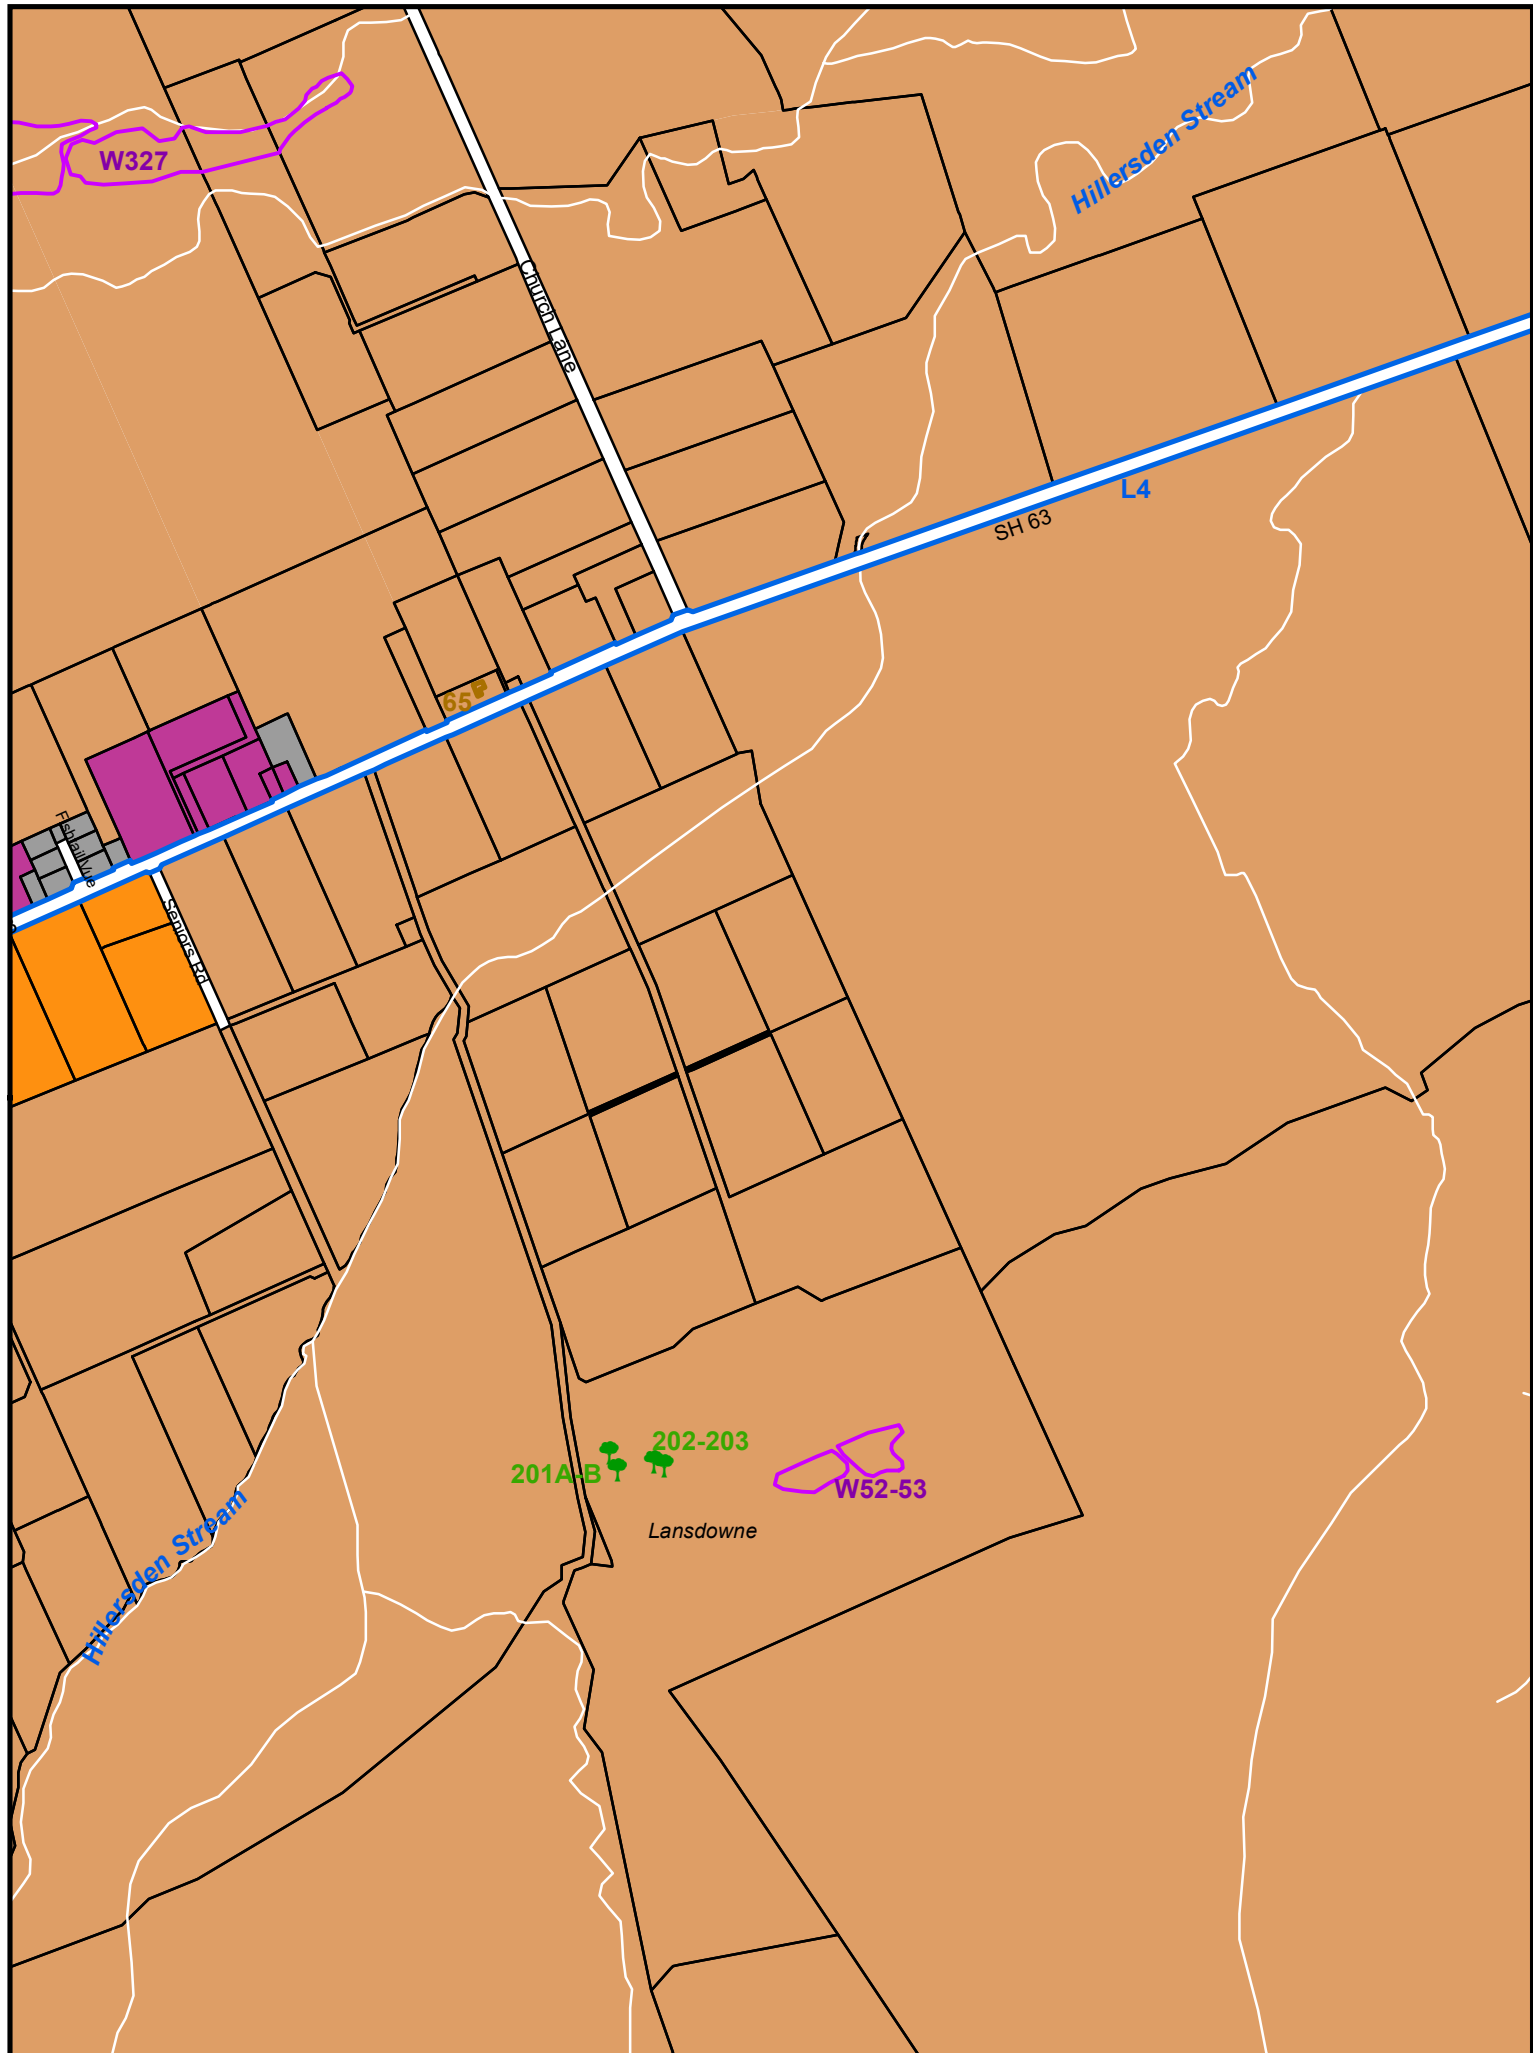 Hillersden Stream
W327
Church Lane
L4
SH 63
65
Fishtail Vue
Seniors Rd
202-203
201A-B
W52-53
Lansdowne
Hillersden Stream